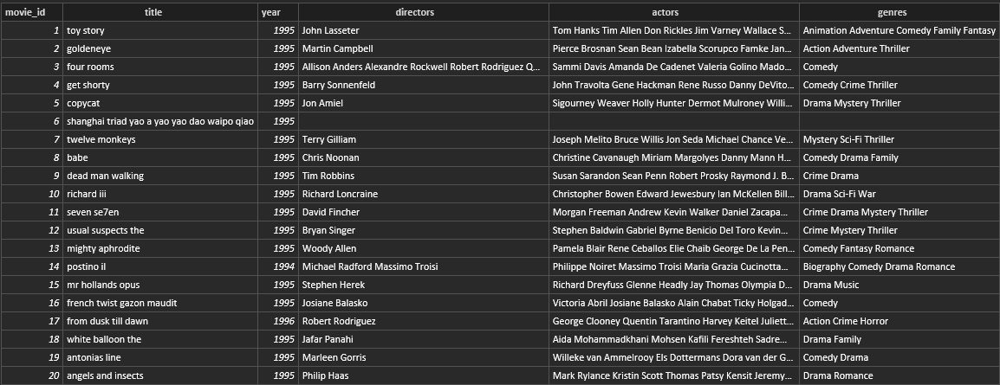 movie_id title year directors actors genres
1 toy story 1995 John Lasseter Tom Hanks Tim Allen Don Rickles Jim Varney Wallace S... Animation Adventure Comedy Family Fantasy
2 goldeneye 1995 Martin Campbell Pierce Brosnan Sean Bean Izabella Scorupco Famke Jan... Action Adventure Thriller
3 four rooms 1995 Allison Anders Alexandre Rockwell Robert Rodriguez Q... Sammi Davis Amanda De Cadenet Valeria Golino Mado... Comedy
4 get shorty 1995 Barry Sonnenfeld John Travolta Gene Hackman Rene Russo Danny DeVito... Comedy Crime Thriller
5 copycat 1995 Jon Amiel Sigourney Weaver Holly Hunter Dermot Mulroney Willi... Drama Mystery Thriller
6 shanghai triad yao a yao yao dao waipo qiao 1995
7 twelve monkeys 1995 Terry Gilliam Joseph Melito Bruce Willis Jon Seda Michael Chance Ve... Mystery Sci-Fi Thriller
8 babe 1995 Chris Noonan Christine Cavanaugh Miriam Margolyes Danny Mann H... Comedy Drama Family
9 dead man walking 1995 Tim Robbins Susan Sarandon Sean Penn Robert Prosky Raymond J. B... Crime Drama
10 richard iii 1995 Richard Loncraine Christopher Bowen Edward Jewesbury Ian McKellen Bill... Drama Sci-Fi War
11 seven se7en 1995 David Fincher Morgan Freeman Andrew Kevin Walker Daniel Zacapa... Crime Drama Mystery Thriller
12 usual suspects the 1995 Bryan Singer Stephen Baldwin Gabriel Byrne Benicio Del Toro Kevin... Crime Mystery Thriller
13 mighty aphrodite 1995 Woody Allen Pamela Blair Rene Ceballos Elie Chaib George De La Pen... Comedy Fantasy Romance
14 postino il 1994 Michael Radford Massimo Troisi Philippe Noiret Massimo Troisi Maria Grazia Cucinotta... Biography Comedy Drama Romance
15 mr hollands opus 1995 Stephen Herek Richard Dreyfuss Glenne Headly Jay Thomas Olympia D... Drama Music
16 french twist gazon maudit 1995 Josiane Balasko Victoria Abril Josiane Balasko Alain Chabat Ticky Holgad... Comedy
17 from dusk till dawn 1996 Robert Rodriguez George Clooney Quentin Tarantino Harvey Keitel Juliett... Action Crime Horror
18 white balloon the 1995 Jafar Panahi Aida Mohammadkhani Mohsen Kafili Fereshteh Sadre... Drama Family
19 antonias line 1995 Marleen Gorris Willeke van Ammelrooy Els Dottermans Dora van der G... Comedy Drama
20 angels and insects 1995 Philip Haas Mark Rylance Kristin Scott Thomas Patsy Kensit Jeremy... Drama Romance